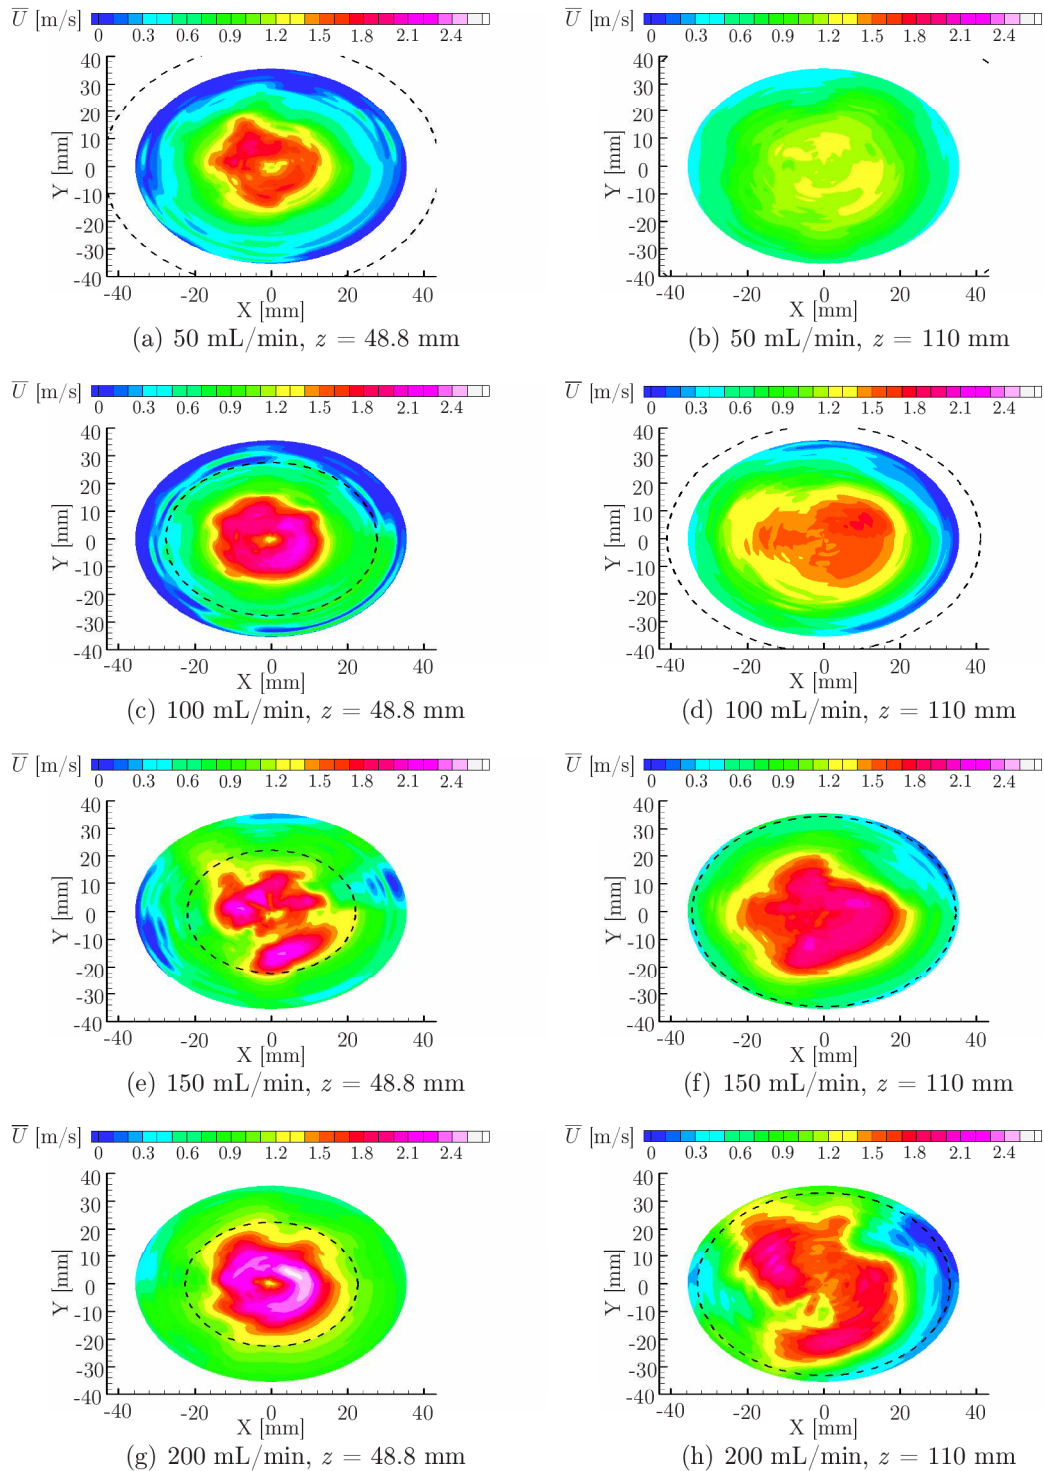 U [m/s] 0 0.3 0.6 0.9 1.2 1.5 1.8 2.1 2.4
U [m/s] 0 0.3 0.6 0.9 1.2 1.5 1.8 2.1 2.4
Y [mm] 40 30 20 10 0 -10 -20 -30 -40
-40 -20 0 20 40
X [mm]
Y [mm] 40 30 20 10 0 -10 -20 -30 -40
-40 -20 0 20 40
X [mm]
(a) 50 mL/min, z = 48.8 mm
(b) 50 mL/min, z = 110 mm
U [m/s] 0 0.3 0.6 0.9 1.2 1.5 1.8 2.1 2.4
U [m/s] 0 0.3 0.6 0.9 1.2 1.5 1.8 2.1 2.4
Y [mm] 40 30 20 10 0 -10 -20 -30 -40
-40 -20 0 20 40
X [mm]
Y [mm] 40 30 20 10 0 -10 -20 -30 -40
-40 -20 0 20 40
X [mm]
(c) 100 mL/min, z = 48.8 mm
(d) 100 mL/min, z = 110 mm
U [m/s] 0 0.3 0.6 0.9 1.2 1.5 1.8 2.1 2.4
U [m/s] 0 0.3 0.6 0.9 1.2 1.5 1.8 2.1 2.4
Y [mm] 40 30 20 10 0 -10 -20 -30 -40
-40 -20 0 20 40
X [mm]
Y [mm] 40 30 20 10 0 -10 -20 -30 -40
-40 -20 0 20 40
X [mm]
(e) 150 mL/min, z = 48.8 mm
(f) 150 mL/min, z = 110 mm
U [m/s] 0 0.3 0.6 0.9 1.2 1.5 1.8 2.1 2.4
U [m/s] 0 0.3 0.6 0.9 1.2 1.5 1.8 2.1 2.4
Y [mm] 40 30 20 10 0 -10 -20 -30 -40
-40 -20 0 20 40
X [mm]
Y [mm] 40 30 20 10 0 -10 -20 -30 -40
-40 -20 0 20 40
X [mm]
(g) 200 mL/min, z = 48.8 mm
(h) 200 mL/min, z = 110 mm